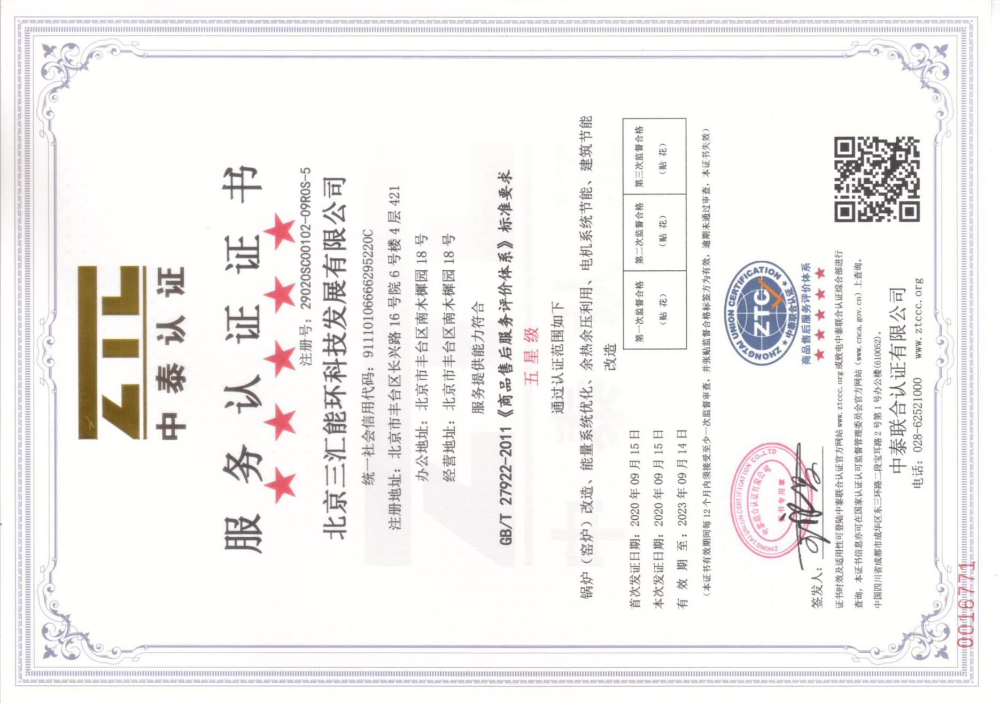 中泰认证
服务认证证书
注册号：29020SC00102-09R0S-5
北京三汇能环科技发展有限公司
统一社会信用代码：91110106666295220C
注册地址：北京市丰台区长兴路 16 号院 6 号楼 4 层 421
办公地址：北京市丰台区南木樨园 18 号
经营地址：北京市丰台区南木樨园 18 号
服务提供能力符合
GB/T 27922-2011《商品售后服务评价体系》标准要求
五星级
通过认证范围如下
锅炉（窑炉）改造、能量系统优化、余热余压利用、电机系统节能、建筑节能
改造
首次发证日期：2020 年 09 月 15 日
本次发证日期：2020 年 09 月 15 日
有 效 期 至：2023 年 09 月 14 日
第一次监督合格
（贴 花）
第二次监督合格
（贴 花）
第三次监督合格
（贴 花）
（本证书有效期间每 12 个月内须接受至少一次监督审查，并张贴监督合格标签方为有效，逾期未通过审查，本证书失效）
ZHONGTAI UNION CERTIFICATION CO.,LTD
中泰联合认证有限公司
证书专用章
签发人：
ZHONGTAI UNION CERTIFICATION
ZTC
中泰联合认证
商品售后服务评价体系
证书时效及适用性可登陆中泰联合认证官方网站 www.ztccc.org 或致电中泰联合认证综合部进行
查询，本证书信息亦可在国家认证认可监督管理委员会官方网站（www.cnca.gov.cn）上查询。
中国四川省成都市成华区东三环路二段宝耳路 2 号第 1 号办公楼(610052)。
中泰联合认证有限公司
电话：028-62521000 www.ztccc.org
0016771